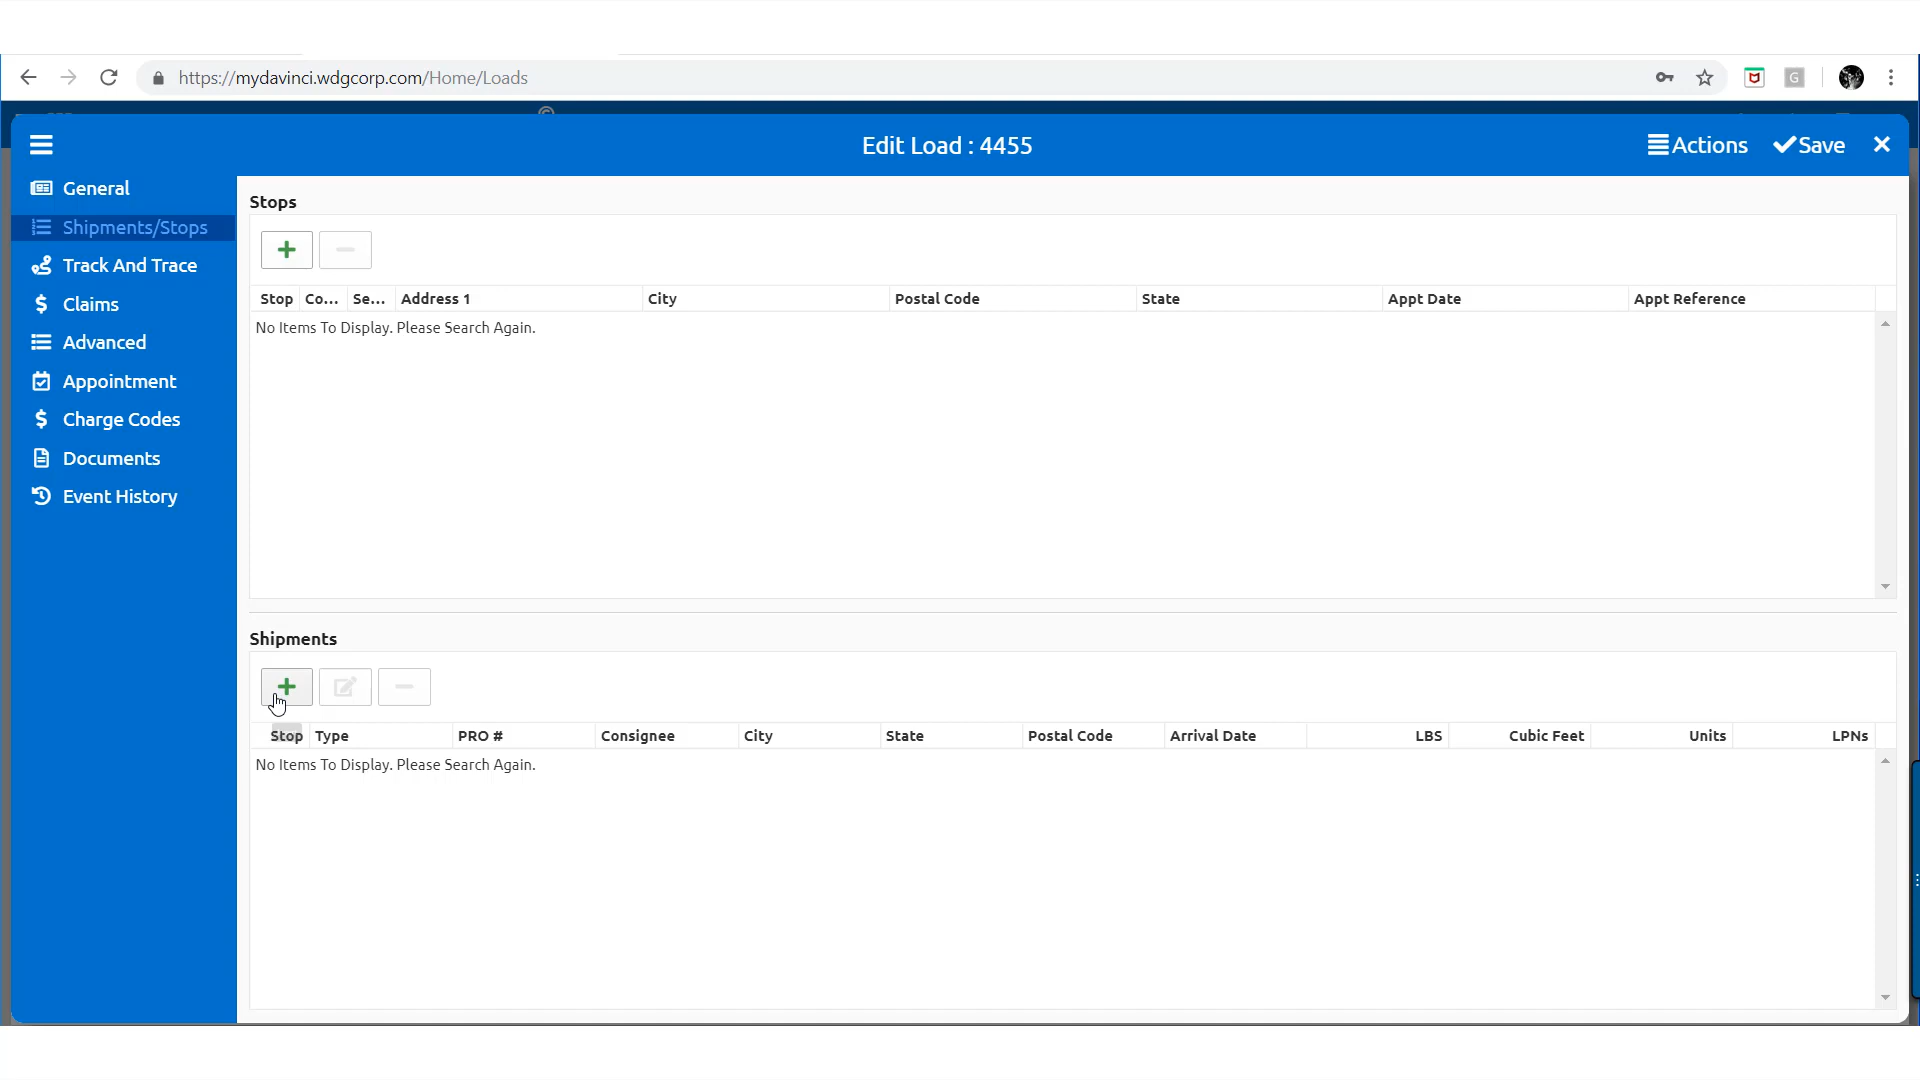 https://mydavinci.wdgcorp.com/Home/Loads
G
Edit Load : 4455
Actions
Save
General
Shipments/Stops
Track And Trace
Claims
Advanced
Appointment
Charge Codes
Documents
Event History
Stops
Stop Co... Se... Address 1 City Postal Code State Appt Date Appt Reference
No Items To Display. Please Search Again.
Shipments
Stop Type PRO # Consignee City State Postal Code Arrival Date LBS Cubic Feet Units LPNs
No Items To Display. Please Search Again.